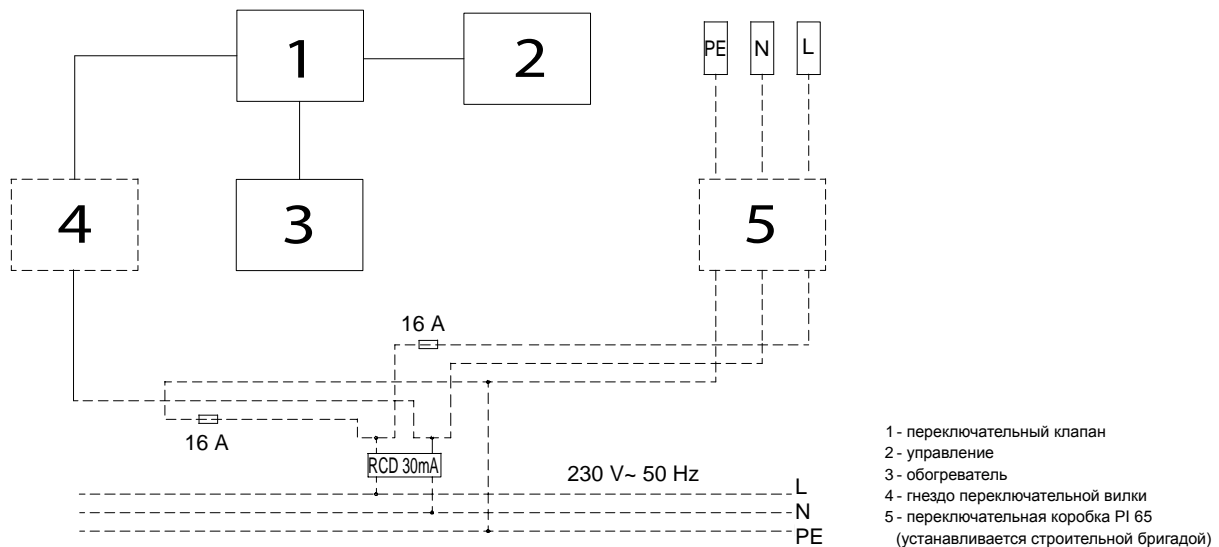 1
2
PE
N
L
4
3
5
16 A
16 A
RCD 30mA
230 V~ 50 Hz
L
N
PE
1 - переключательный клапан
2 - управление
3 - обогреватель
4 - гнездо переключательной вилки
5 - переключательная коробка PI 65
(устанавливается строительной бригадой)